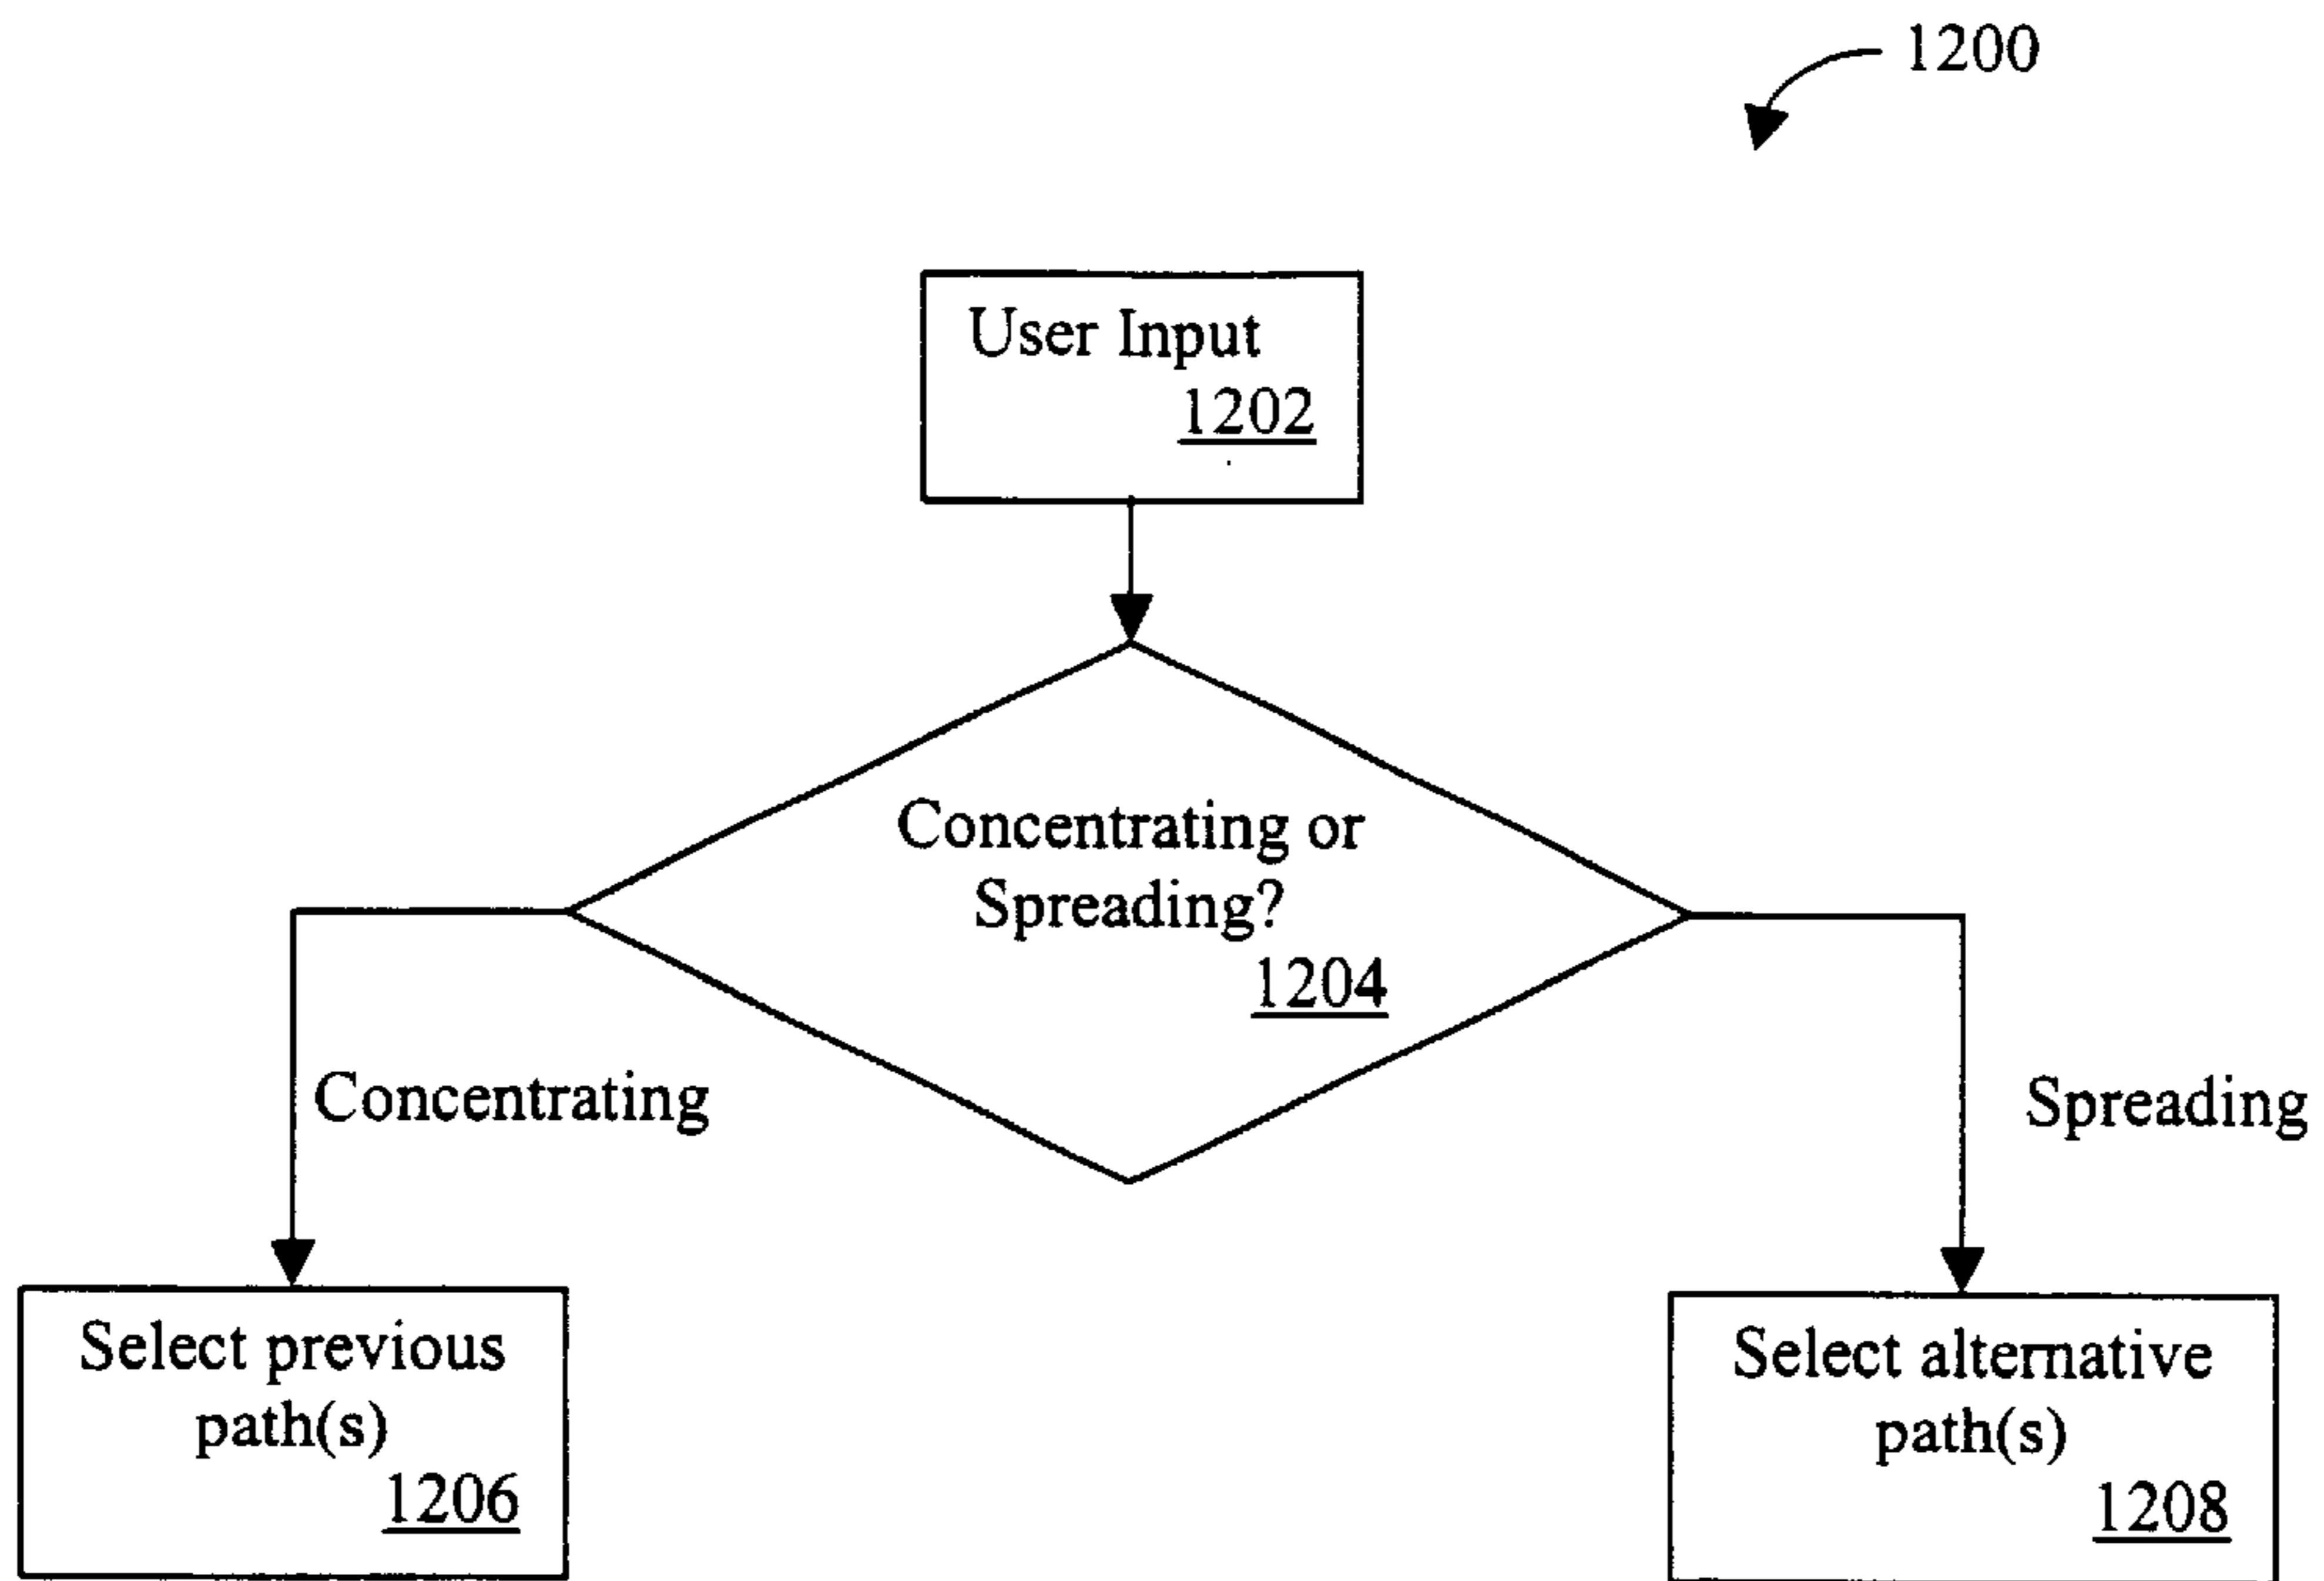 1200
User Input
1202
Concentrating or
Spreading?
1204
Concentrating
Spreading
Select previous
path(s)
1206
Select alternative
path(s)
1208